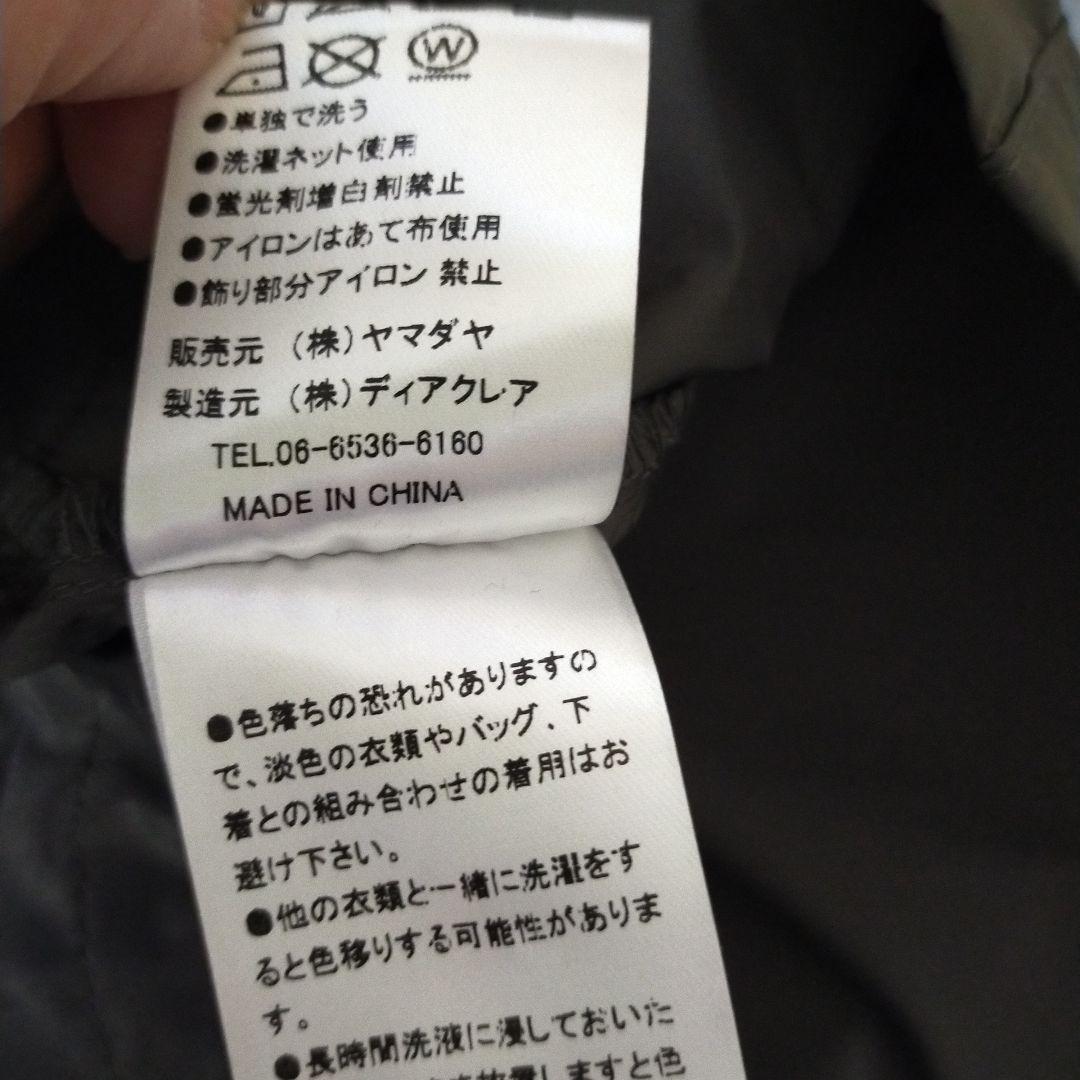 W
●単独で洗う
●洗濯ネット使用
●蛍光剤増白剤禁止
●アイロンはあて布使用
●飾り部分アイロン 禁止
販売元 (株)ヤマダヤ
製造元 (株)ディアクレア
TEL.06-6536-6160
MADE IN CHINA
●色落ちの恐れがありますの
で、淡色の衣類やバッグ、下
着との組み合わせの着用はお
避け下さい。
●他の衣類と一緒に洗濯をす
ると色移りする可能性がありま
す。
●長時間洗液に浸しておいた
放置しますと色